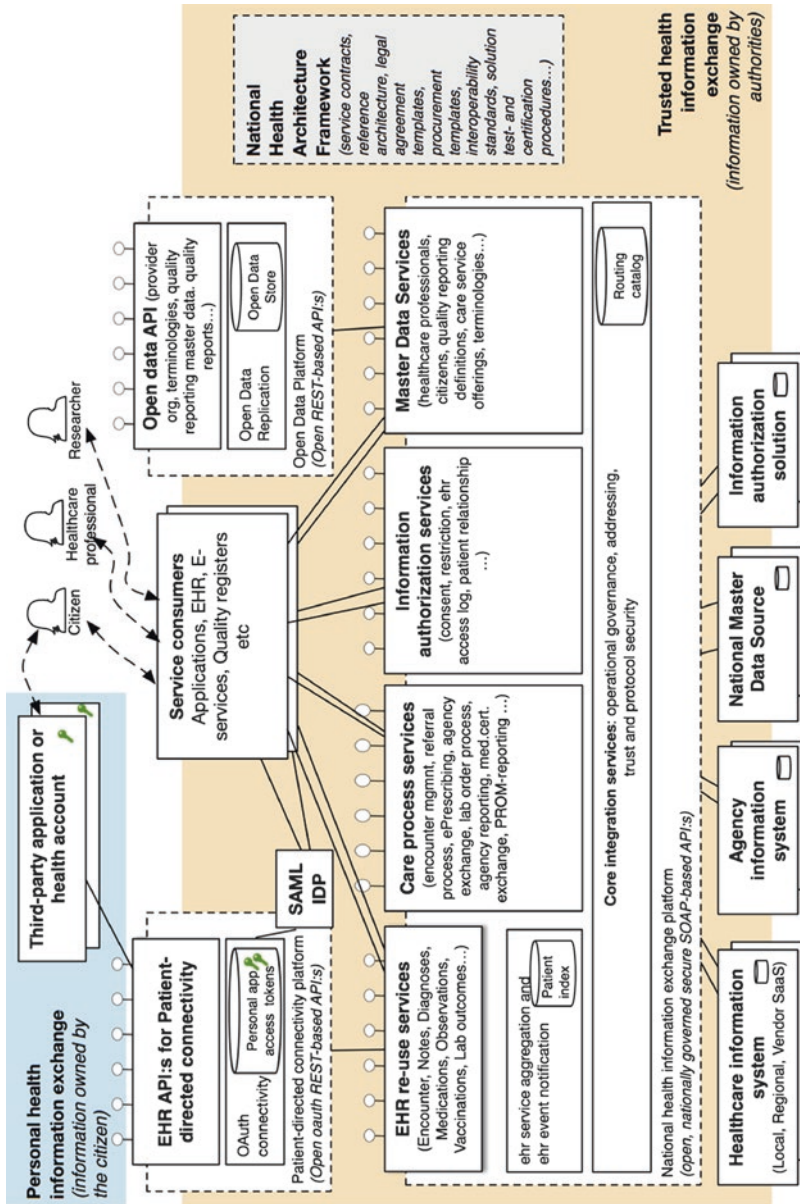 Personal health
information exchange
(information owned by
the citizen)
Third-party application or
health account
Citizen
Healthcare
professional
Researcher
EHR API:s for Patient-
directed connectivity
OAuth
connectivity
Personal app
access tokens
Patient-directed connectivity platform
(Open oauth REST-based API:s)
SAML
IDP
Service consumers
Applications, EHR, E-
services, Quality registers
etc
Open data API (provider
org, terminologies, quality
reporting master data. quality
reports…)
Open Data
Replication
Open Data
Store
Open Data Platform
(Open REST-based API:s)
National
Health
Architecture
Framework
(service contracts,
reference
architecture, legal
agreement
templates,
procurement
templates,
interoperability
standards, solution
test- and
certification
procedures…)
EHR re-use services
(Encounter, Notes, Diagnoses,
Medications, Observations,
Vaccinations, Lab outcomes…)
ehr service aggregation and
ehr event notification
Patient
index
Care process services
(encounter mgmnt, referral
process, ePrescribing, agency
exchange, lab order process,
agency reporting, med.cert.
exchange, PROM-reporting …)
Information
authorization services
(consent, restriction, ehr
access log, patient relationship
…)
Master Data Services
(healthcare professionals,
citizens, quality reporting
definitions, care service
offerings, terminologies…)
Core integration services: operational governance, addressing,
trust and protocol security
Routing
catalog
National health information exchange platform
(open, nationally governed secure SOAP-based API:s)
Healthcare information
system
(Local, Regional, Vendor SaaS)
Agency
information
system
National Master
Data Source
Information
authorization
solution
Trusted health
information
exchange
(information owned by
authorities)